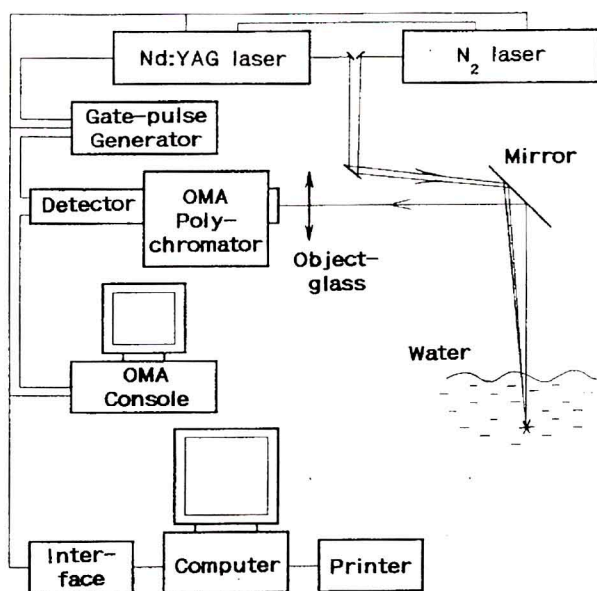 Nd:YAG laser
N2 laser
Gate-pulse
Generator
Mirror
Detector
OMA
Poly-
chromator
Object-
glass
Water
OMA
Console
Inter-
face
Computer
Printer